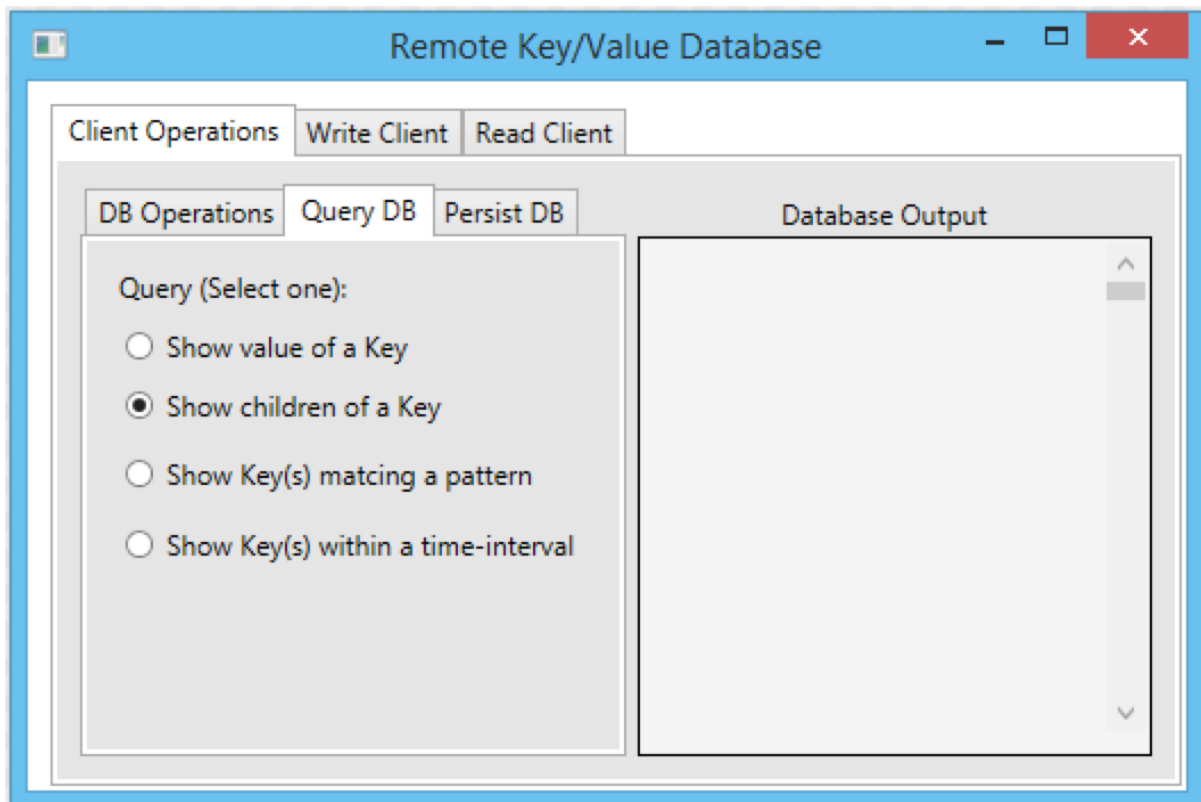 Remote Key/Value Database
Client Operations Write Client Read Client
DB Operations Query DB Persist DB
Database Output
Query (Select one):
Show value of a Key
Show children of a Key
Show Key(s) matcing a pattern
Show Key(s) within a time-interval